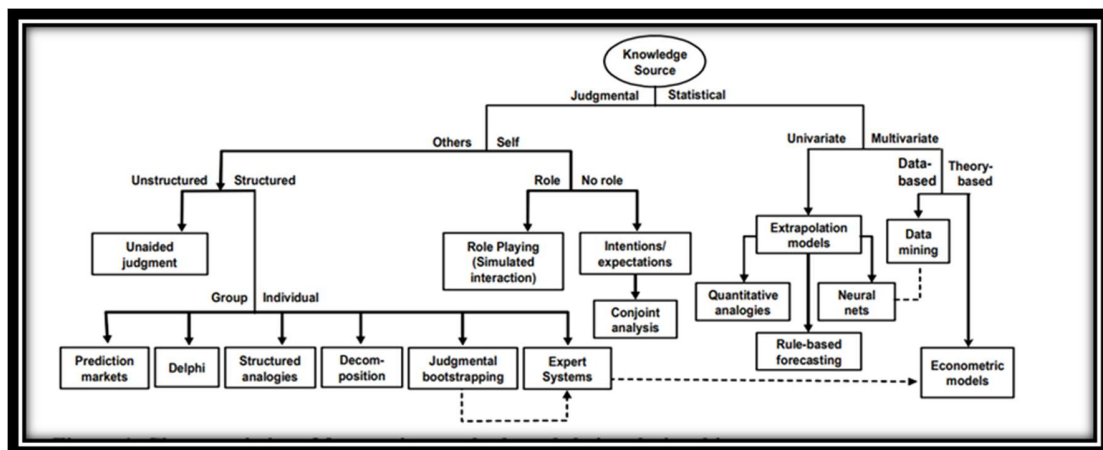 Knowledge
Source
Judgmental Statistical
Others Self
Univariate Multivariate
Data-
based
Theory-
based
Unstructured Structured
Role No role
Unaided
judgment
Role Playing
(Simulated
interaction)
Intentions/
expectations
Extrapolation
models
Data
mining
Group Individual
Conjoint
analysis
Quantitative
analogies
Neural
nets
Rule-based
forecasting
Prediction
markets
Delphi
Structured
analogies
Decom-
position
Judgmental
bootstrapping
Expert
Systems
Econometric
models